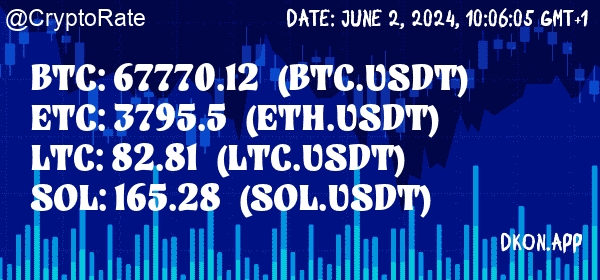 @CryptoRate
DATE: JUNE 2, 2024, 10:06:05 GMT+1
BTC: 67770.12 (BTC.USDT)
ETC: 3795.5 (ETH.USDT)
LTC: 82.81 (LTC.USDT)
SOL: 165.28 (SOL.USDT)
DKON.APP